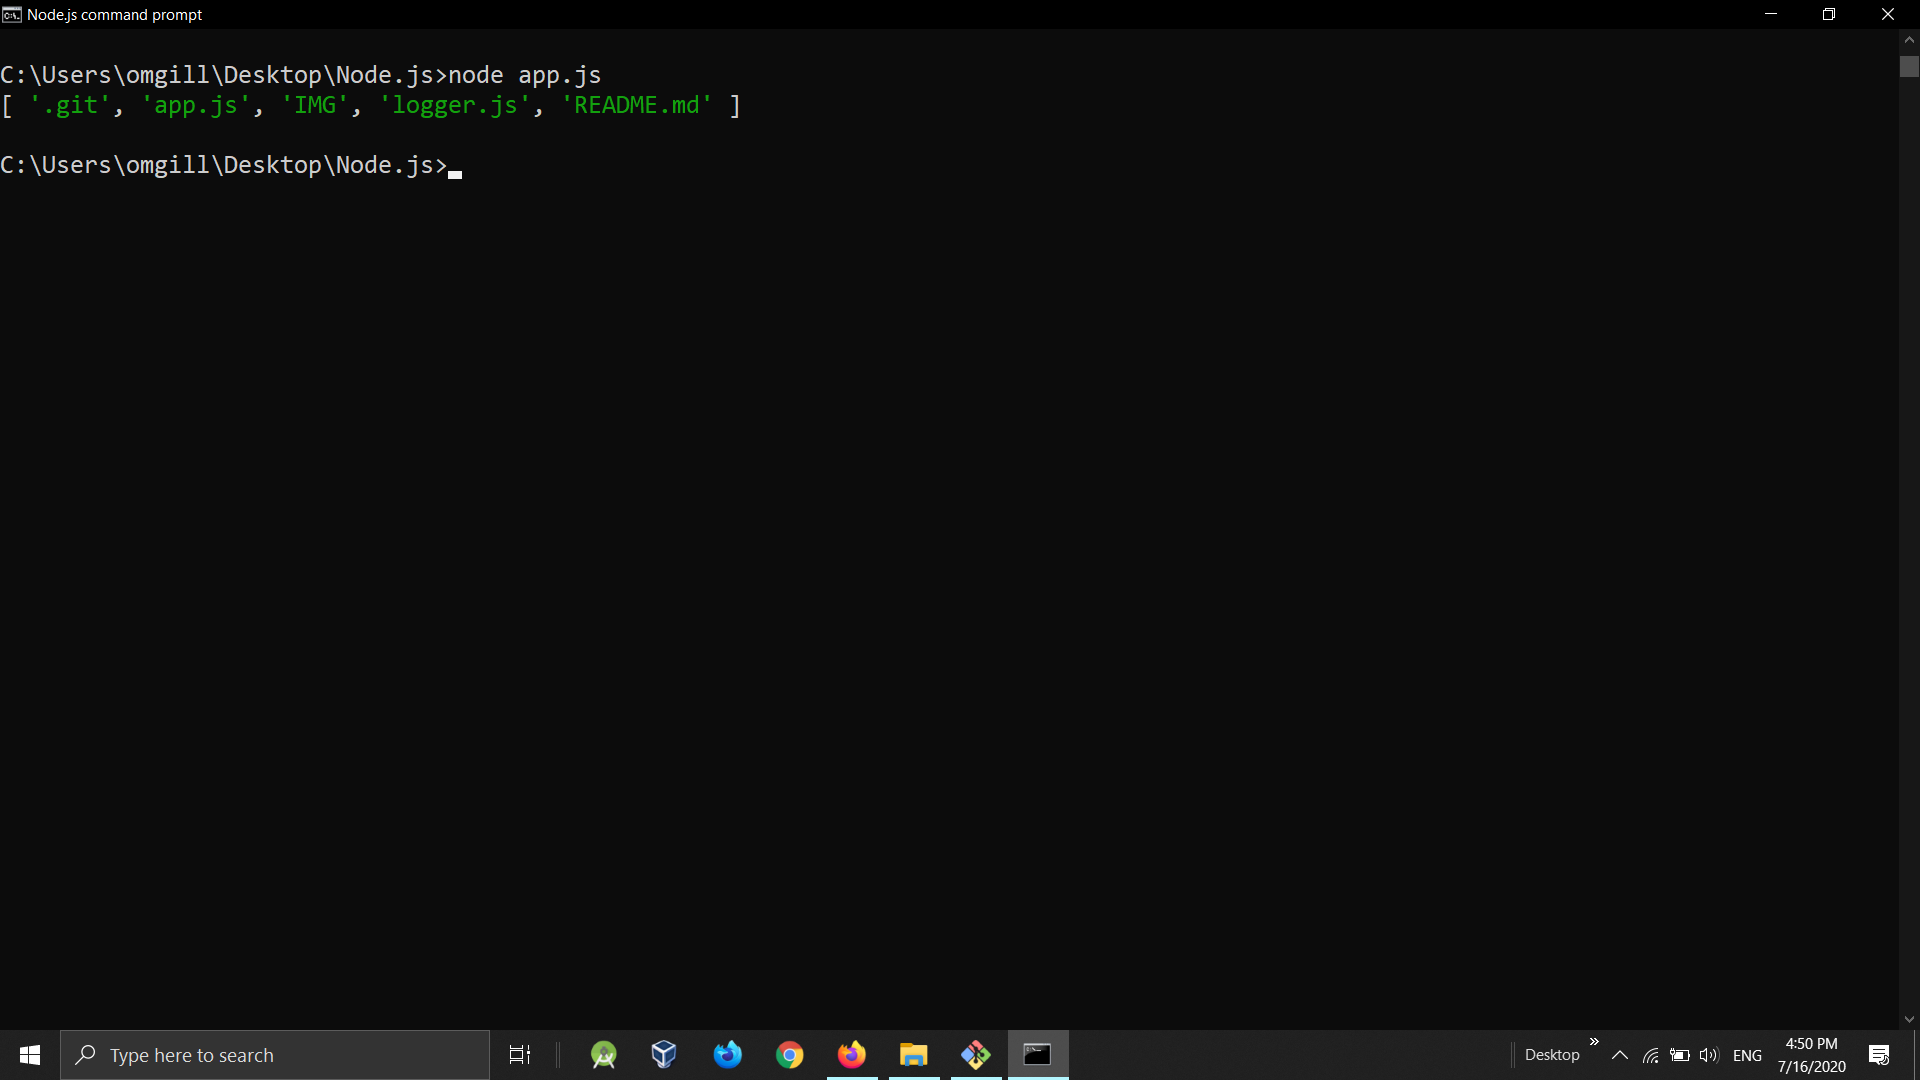 Node.js command prompt
C:\Users\omgill\Desktop\Node.js>node app.js
[ '.git', 'app.js', 'IMG', 'logger.js', 'README.md' ]
C:\Users\omgill\Desktop\Node.js>
Type here to search
Desktop
ENG
4:50 PM
7/16/2020